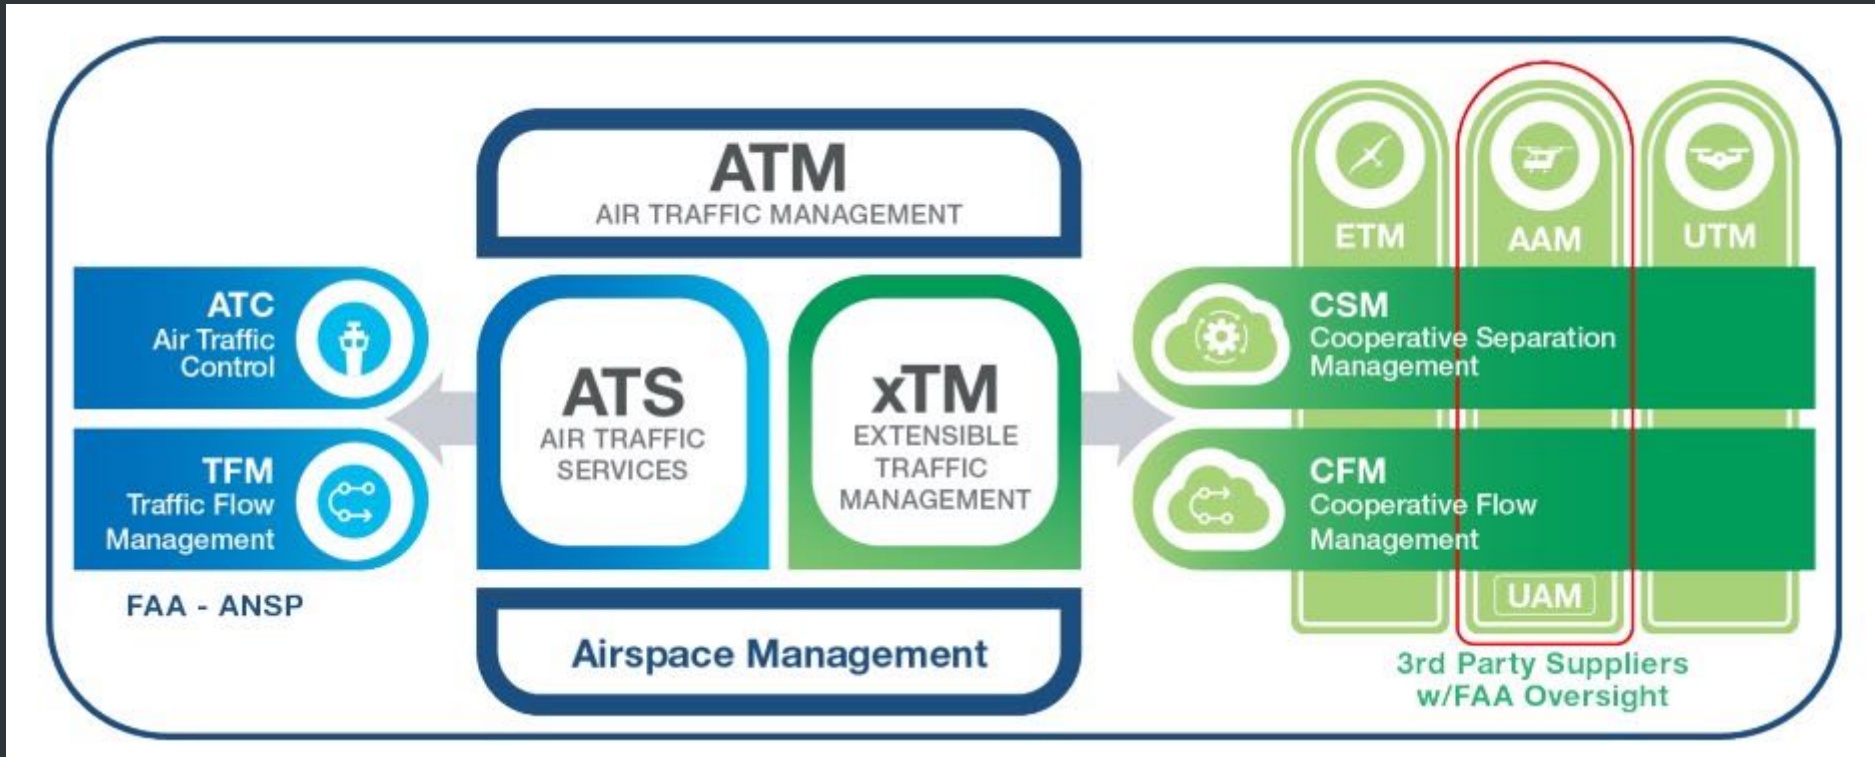 ATM
AIR TRAFFIC MANAGEMENT
ATC
Air Traffic
Control
TFM
Traffic Flow
Management
FAA - ANSP
ATS
AIR TRAFFIC
SERVICES
xTM
EXTENSIBLE
TRAFFIC
MANAGEMENT
Airspace Management
ETM
AAM
UTM
CSM
Cooperative Separation
Management
CFM
Cooperative Flow
Management
UAM
3rd Party Suppliers
w/FAA Oversight